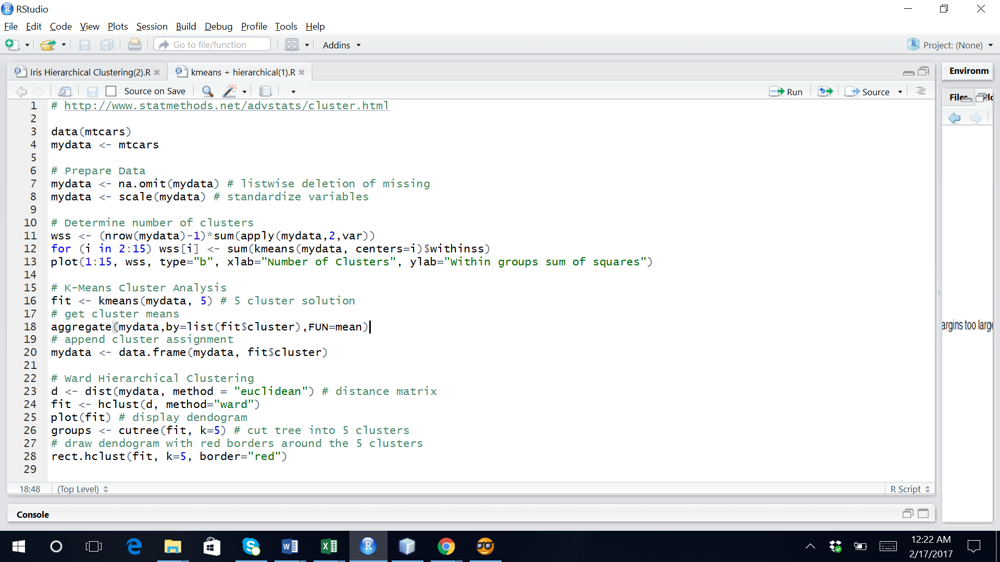 RStudio
File Edit Code View Plots Session Build Debug Profile Tools Help
Go to file/function
Addins
Project: (None)
Iris Hierarchical Clustering(2).R
kmeans + hierarchical(1).R
Environm
Source on Save
Run
Source
Files
1 # http://www.statmethods.net/advstats/cluster.html
2
3 data(mtcars)
4 mydata <- mtcars
5
6 # Prepare Data
7 mydata <- na.omit(mydata) # listwise deletion of missing
8 mydata <- scale(mydata) # standardize variables
9
10 # Determine number of clusters
11 wss <- (nrow(mydata)-1)*sum(apply(mydata,2,var))
12 for (i in 2:15) wss[i] <- sum(kmeans(mydata, centers=i)$withinss)
13 plot(1:15, wss, type="b", xlab="Number of Clusters", ylab="Within groups sum of squares")
14
15 # K-Means Cluster Analysis
16 fit <- kmeans(mydata, 5) # 5 cluster solution
17 # get cluster means
18 aggregate(mydata,by=list(fit$cluster),FUN=mean)
19 # append cluster assignment
20 mydata <- data.frame(mydata, fit$cluster)
21
22 # Ward Hierarchical Clustering
23 d <- dist(mydata, method = "euclidean") # distance matrix
24 fit <- hclust(d, method="ward")
25 plot(fit) # display dendogram
26 groups <- cutree(fit, k=5) # cut tree into 5 clusters
27 # draw dendogram with red borders around the 5 clusters
28 rect.hclust(fit, k=5, border="red")
29
argins too large
18:48 (Top Level)
R Script
Console
12:22 AM
2/17/2017